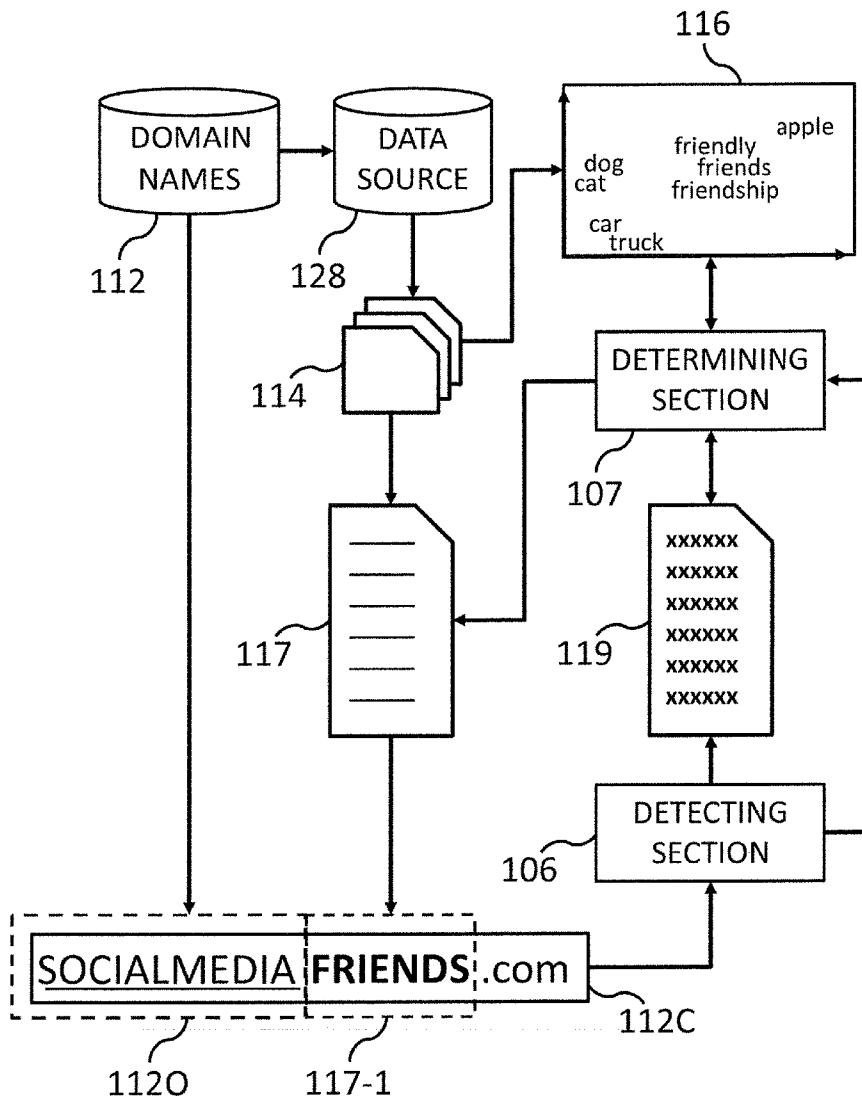 116
DOMAIN
NAMES
DATA
SOURCE
apple
friendly
friends
friendship
dog
cat
car
truck
112
128
114
DETERMINING
SECTION
107
117
xxxxxx
xxxxxx
xxxxxx
xxxxxx
xxxxxx
xxxxxx
119
DETECTING
SECTION
106
SOCIALMEDIA FRIENDS .com
112C
112O
117-1